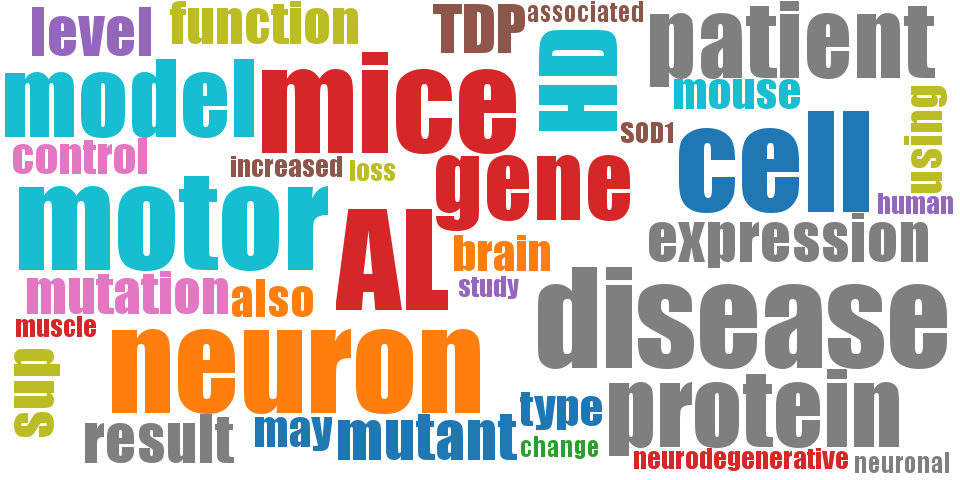 level
function
TDP
associated
patient
model
mice
HD
mouse
using
control
increased
loss
SOD1
cell
gene
human
motor
AL
brain
expression
mutation
also
study
disease
muscle
neuron
sup
protein
result
may
mutant
type
change
neurodegenerative
neuronal